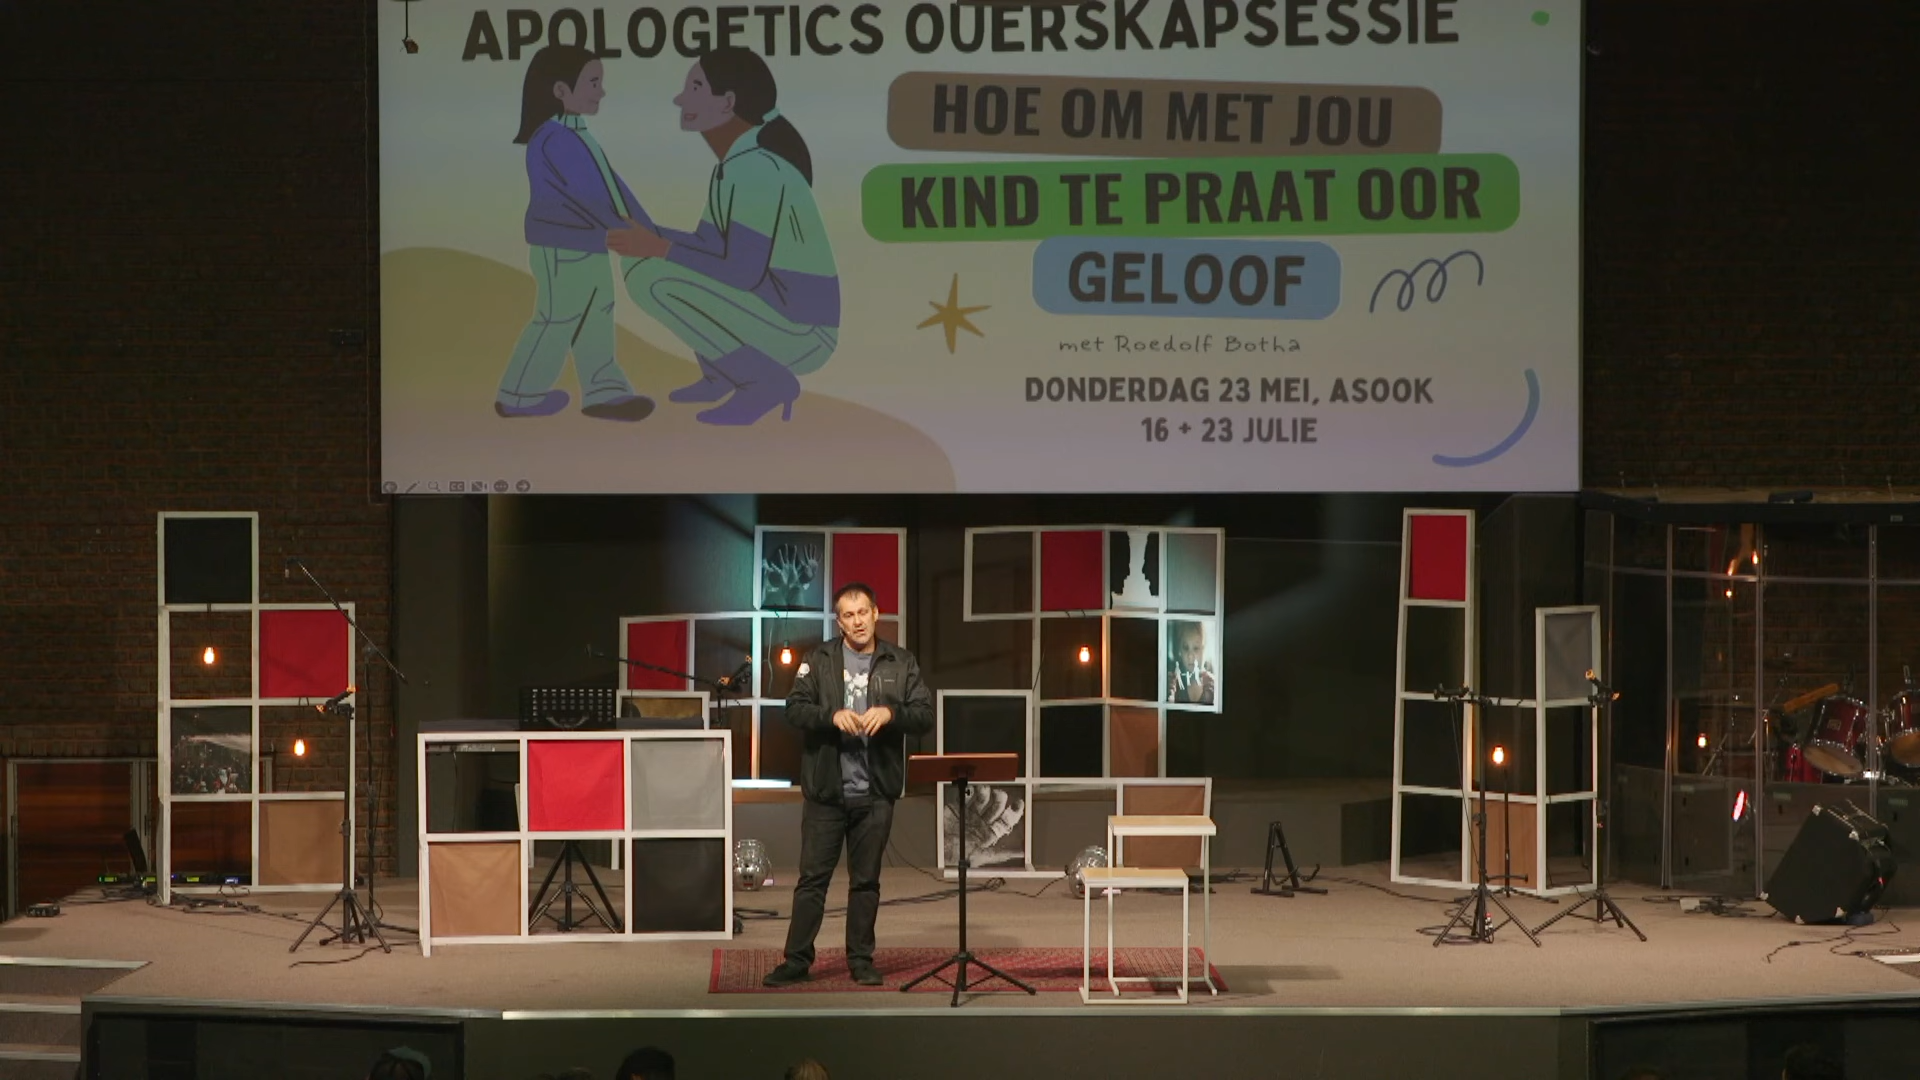 APOLOGETICS OUERSKAPSESSIE
HOE OM MET JOU
KIND TE PRAAT OOR
GELOOF
met Roedolf Botha
DONDERDAG 23 MEI, ASOOK
16 + 23 JULIE